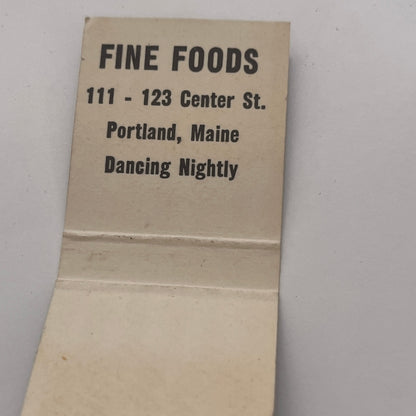 FINE FOODS
111 - 123 Center St.
Portland, Maine
Dancing Nightly